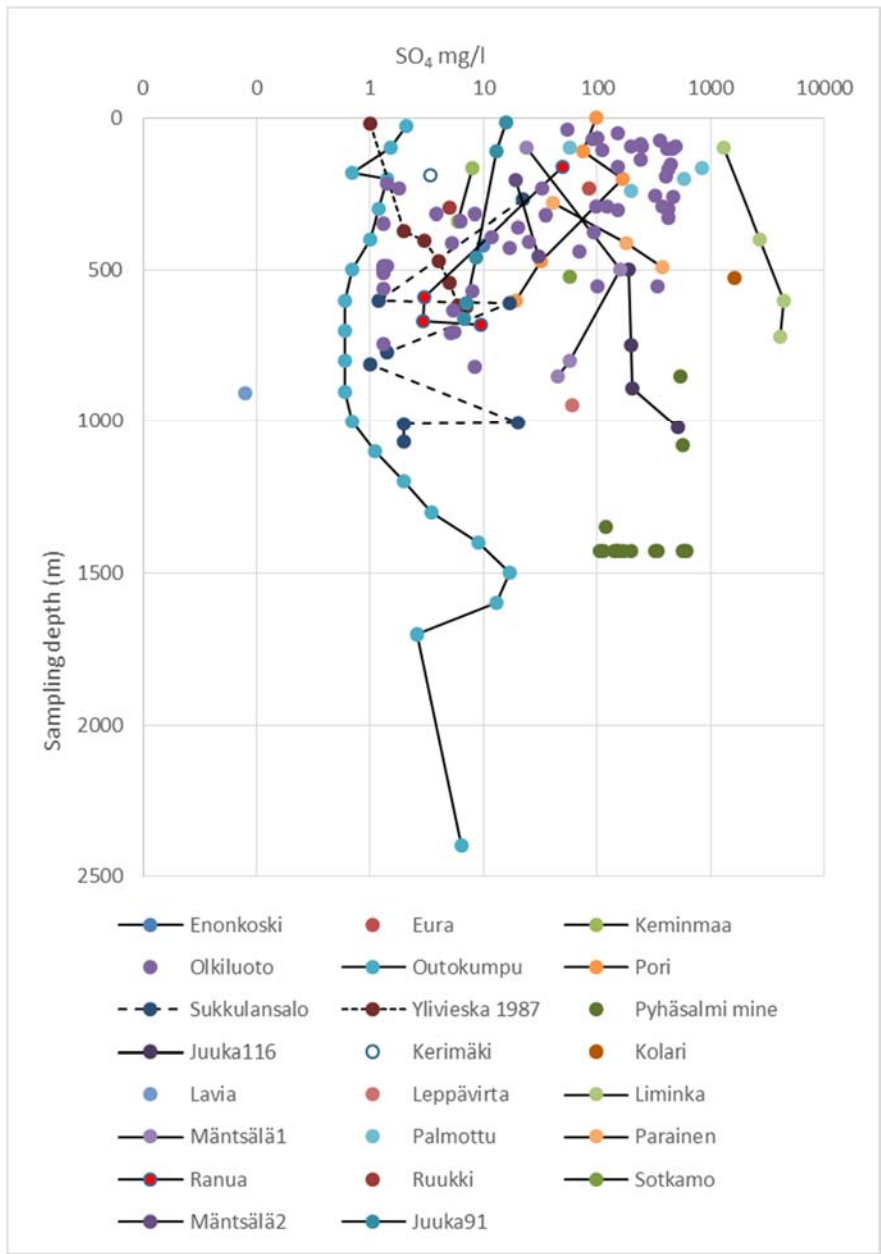 SO₄ mg/l
0 0 1 10 100 1000 10000
0
500
1000
1500
2000
2500
Sampling depth (m)
Enonkoski Eura Keminmaa
Olkiluoto Outokumpu Pori
Sukkulansalo Ylivieska 1987 Pyhäsalmi mine
Juuka116 Kerimäki Kolari
Lavia Leppävirta Liminka
Mäntsälä1 Palmottu Parainen
Ranua Ruukki Sotkamo
Mäntsälä2 Juuka91